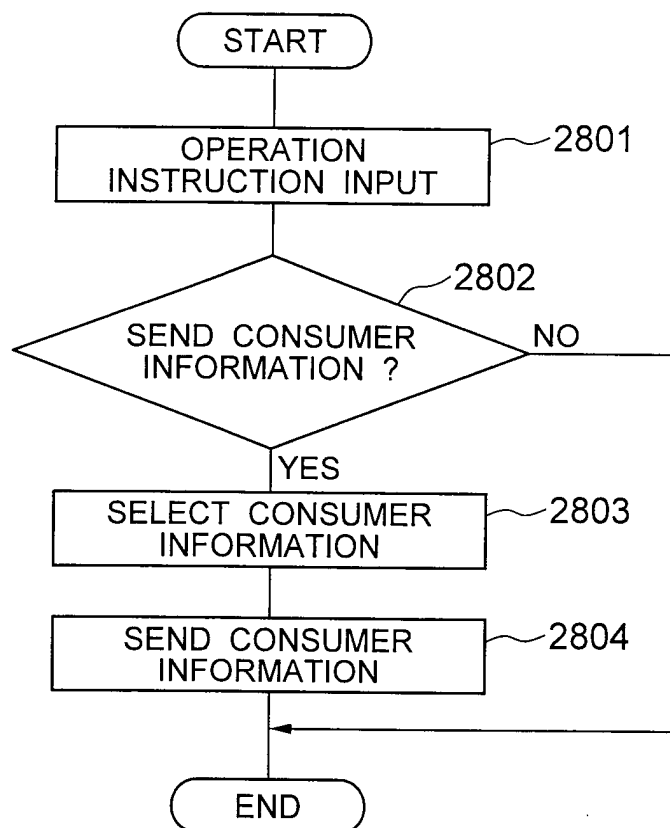 START
OPERATION
INSTRUCTION INPUT
2801
2802
SEND CONSUMER
INFORMATION ?
NO
YES
SELECT CONSUMER
INFORMATION
2803
SEND CONSUMER
INFORMATION
2804
END